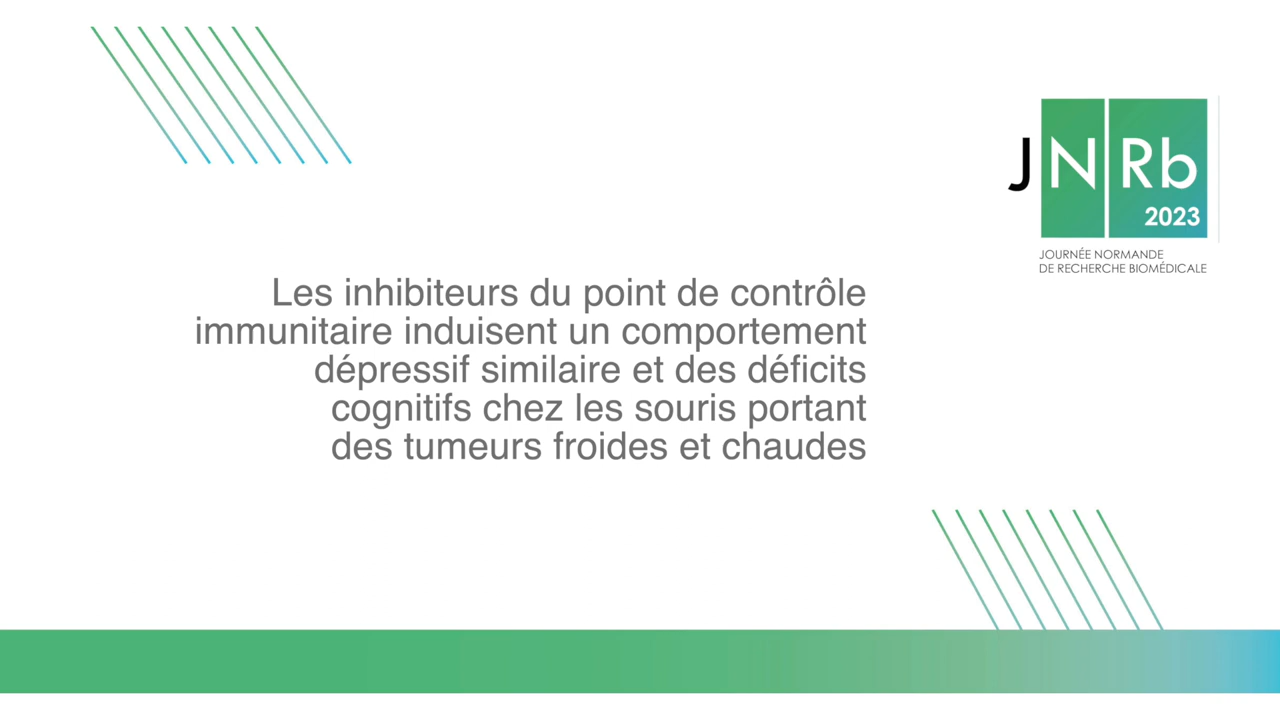 JNRb
2023
JOURNÉE NORMANDE
DE RECHERCHE BIOMÉDICALE
Les inhibiteurs du point de contrôle
immunitaire induisent un comportement
dépressif similaire et des déficits
cognitifs chez les souris portant
des tumeurs froides et chaudes